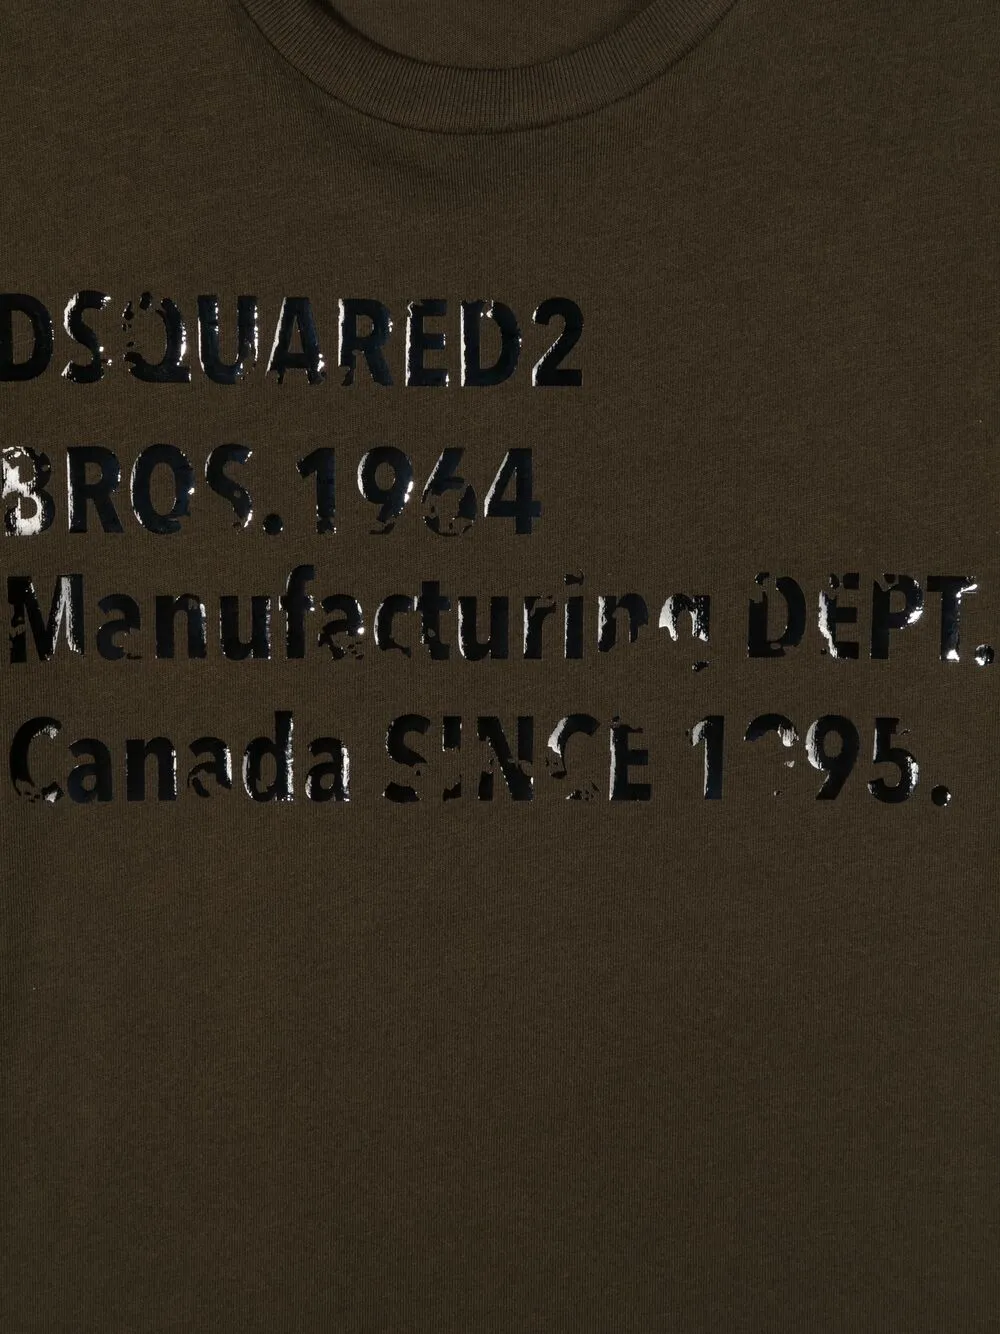 DSQUARED2
BROS.1964
Manufacturing DEPT.
Canada SINCE 1995.